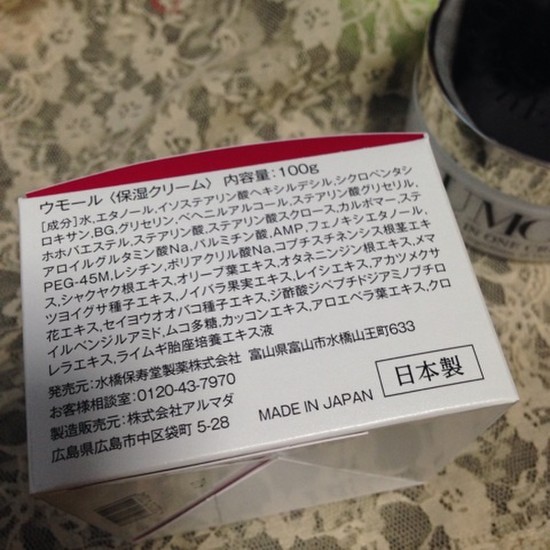 ウモール〈保湿クリーム〉 内容量：100g
[成分]水,エタノール,イソステアリン酸ヘキシルデシル,シクロペンタシ
ロキサン,BG,グリセリン,ベヘニルアルコール,ステアリン酸グリセリル,
ホホバエステル,ステアリン酸,ステアリン酸スクロース,カルボマー,ステ
アロイルグルタミン酸Na,パルミチン酸,AMP,フェノキシエタノール,
PEG-45M,レシチン,ポリアクリル酸Na,コプチスチネンシス根茎エキ
ス,シャクヤク根エキス,オリーブ葉エキス,オタネニンジン根エキス,マメ
ツヨイグサ種子エキス,ノイバラ果実エキス,レイシエキス,アカツメクサ
花エキス,セイヨウオオバコ種子エキス,ジ酢酸ジペプチドジアミノブチロ
イルベンジルアミド,ムコ多糖,カッコンエキス,アロエベラ葉エキス,クロ
レラエキス,ライムギ胎座培養エキス液
発売元：水橋保寿堂製薬株式会社 富山県富山市水橋山王町633
お客様相談室：0120-43-7970
製造販売元：株式会社アルマダ
広島県広島市中区袋町 5-28
MADE IN JAPAN
日本製
UMO